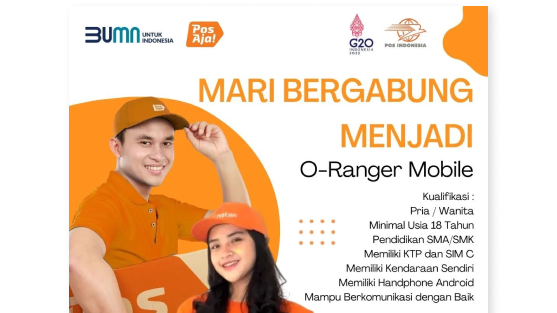 BUMN UNTUK INDONESIA
Pos Aja!
G20
INDONESIA
2022
POS INDONESIA
MARI BERGABUNG
MENJADI
O-Ranger Mobile
Kualifikasi :
Pria / Wanita
Minimal Usia 18 Tahun
Pendidikan SMA/SMK
Memiliki KTP dan SIM C
Memiliki Kendaraan Sendiri
Memiliki Handphone Android
Mampu Berkomunikasi dengan Baik